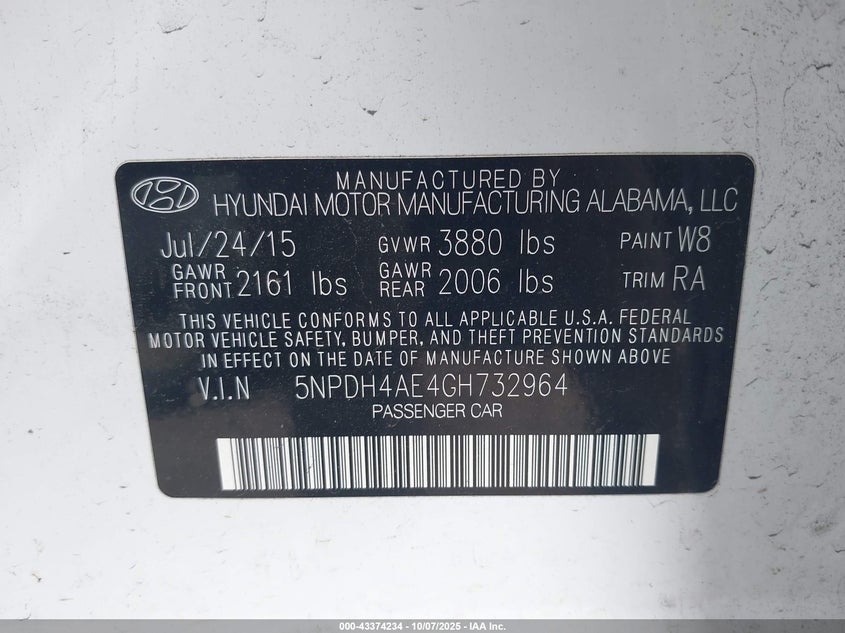 MANUFACTURED BY
HYUNDAI MOTOR MANUFACTURING ALABAMA, LLC
Jul/24/15 GVWR 3880 lbs PAINT W8
GAWR FRONT 2161 lbs GAWR REAR 2006 lbs TRIM RA
THIS VEHICLE CONFORMS TO ALL APPLICABLE U.S.A. FEDERAL
MOTOR VEHICLE SAFETY, BUMPER, AND THEFT PREVENTION STANDARDS
IN EFFECT ON THE DATE OF MANUFACTURE SHOWN ABOVE
V.I.N 5NPDH4AE4GH732964
PASSENGER CAR
000-43374234 - 10/07/2025 - IAA Inc.